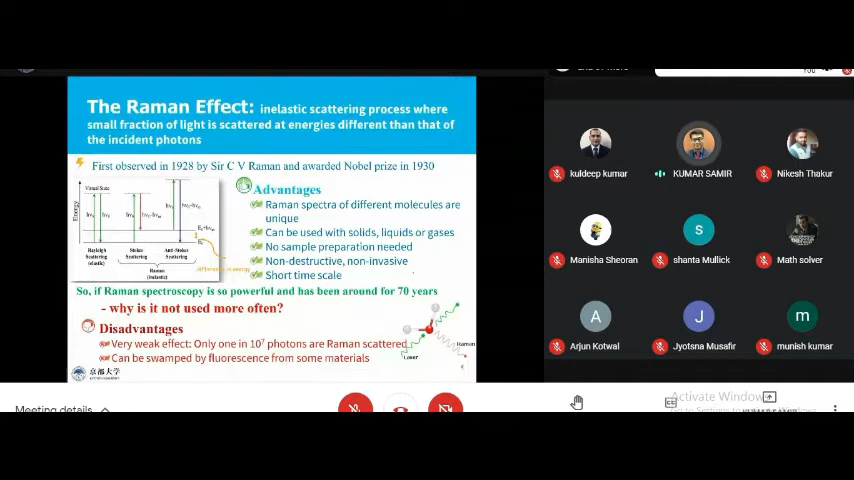 The Raman Effect: inelastic scattering process where
small fraction of light is scattered at energies different than that of
the incident photons
First observed in 1928 by Sir C V Raman and awarded Nobel prize in 1930
Virtual State
Energy
Rayleigh
Scattering
(elastic)
Stokes
Scattering
Anti-Stokes
Scattering
Raman
(inelastic)
difference in energy
Advantages
Raman spectra of different molecules are
unique
Can be used with solids, liquids or gases
No sample preparation needed
Non-destructive, non-invasive
Short time scale
So, if Raman spectroscopy is so powerful and has been around for 70 years
- why is it not used more often?
Disadvantages
Very weak effect: Only one in 10⁷ photons are Raman scattered
Can be swamped by fluorescence from some materials
Laser
Raman
京都大学
You
kuldeep kumar
KUMAR SAMIR
Nikesh Thakur
Manisha Sheoran
s
shanta Mullick
Math solver
A
Arjun Kotwal
J
Jyotsna Musafir
m
munish kumar
Meeting details
Activate Window